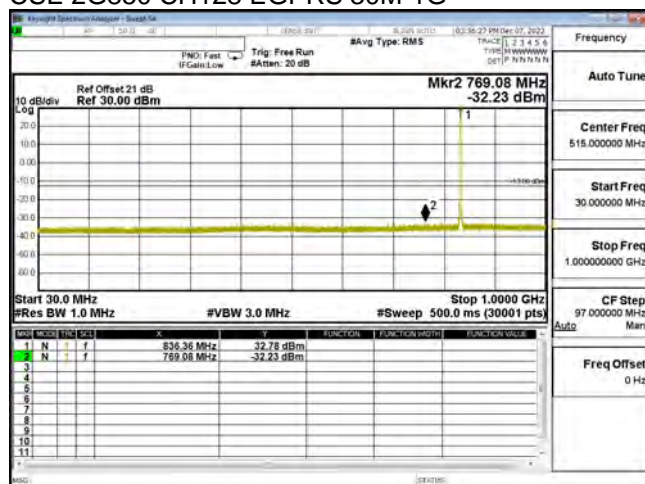 Keysight Spectrum Analyzer - Swept SA
#Avg Type: RMS
02:36:27 PM Dec 07, 2022
PNO: Fast
IFGain:Low
Trig: Free Run
#Atten: 20 dB
TRACE 1 2 3 4 5 6
TYPE M WWWWW
DET P N N N N N
Ref Offset 21 dB
Ref 30.00 dBm
10 dB/div
Log
Mkr2 769.08 MHz
-32.23 dBm
20.0
10.0
0.00
-10.0
-20.0
-30.0
-40.0
-50.0
-60.0
1
2
-13.00 dBm
Start 30.0 MHz
Stop 1.0000 GHz
#Res BW 1.0 MHz
#VBW 3.0 MHz
#Sweep 500.0 ms (30001 pts)
MKR MODE TRC SCL X Y FUNCTION FUNCTION WIDTH FUNCTION VALUE
1 N 1 f 836.36 MHz 32.78 dBm
2 N 1 f 769.08 MHz -32.23 dBm
3
4
5
6
7
8
9
10
11
MSG
STATUS
Frequency
Auto Tune
Center Freq
515.000000 MHz
Start Freq
30.000000 MHz
Stop Freq
1.000000000 GHz
CF Step
97.000000 MHz
Auto Man
Freq Offset
0 Hz